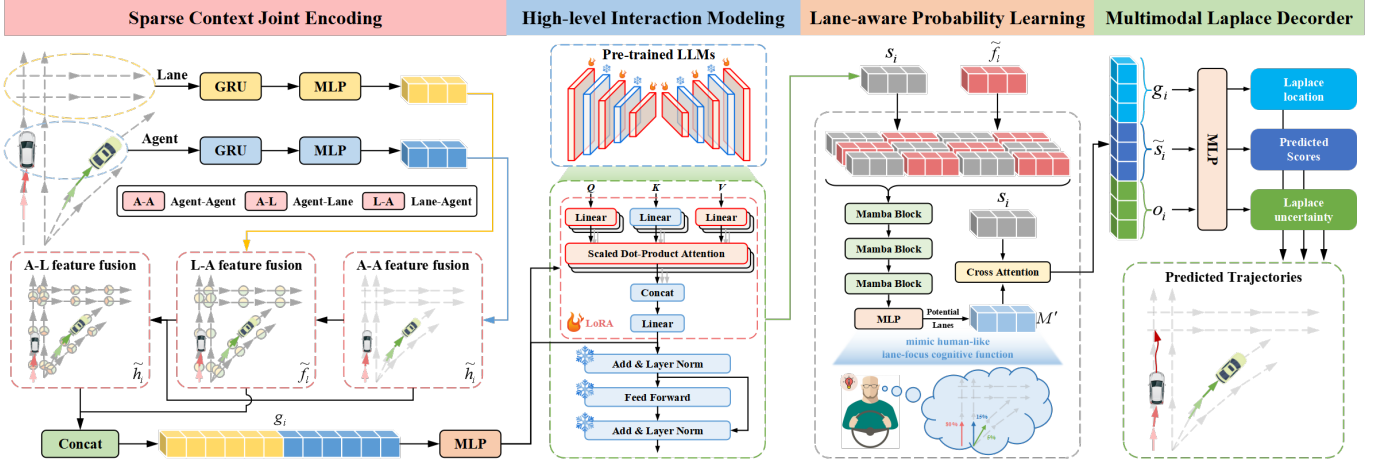 Sparse Context Joint Encoding
High-level Interaction Modeling
Lane-aware Probability Learning
Multimodal Laplace Decorder
Lane
GRU
MLP
Agent
GRU
MLP
A-A Agent-Agent A-L Agent-Lane L-A Lane-Agent
A-L feature fusion
h̃_i
L-A feature fusion
f̃_l
A-A feature fusion
h̃_i
Concat
g_i
MLP
Pre-trained LLMs
Q K V
Linear Linear Linear
Scaled Dot-Product Attention
Concat
Linear
LoRA
Add & Layer Norm
Feed Forward
Add & Layer Norm
s_i
f̃_l
Mamba Block
Mamba Block
Mamba Block
MLP
Potential
Lanes
M′
S_i
Cross Attention
mimic human-like
lane-focus cognitive function
g_i
s̃_i
o_i
MLP
Laplace
location
Predicted
Scores
Laplace
uncertainty
Predicted Trajectories